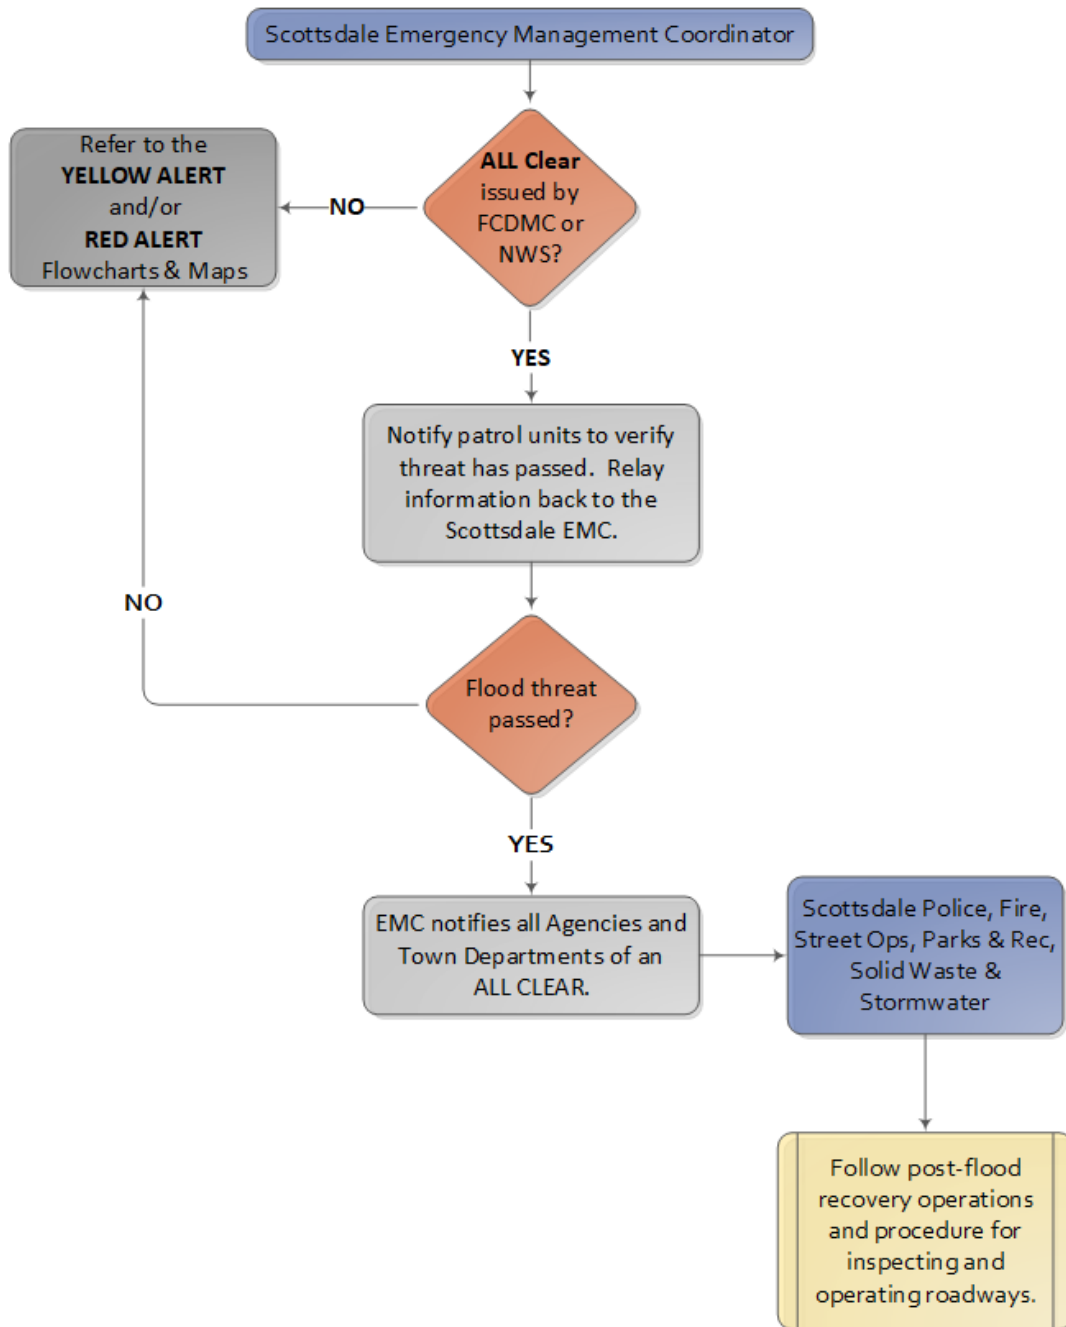 Scottsdale Emergency Management Coordinator
ALL Clear
issued by
FCDMC or
NWS?
NO
Refer to the
YELLOW ALERT
and/or
RED ALERT
Flowcharts & Maps
YES
Notify patrol units to verify
threat has passed. Relay
information back to the
Scottsdale EMC.
NO
Flood threat
passed?
YES
EMC notifies all Agencies and
Town Departments of an
ALL CLEAR.
Scottsdale Police, Fire,
Street Ops, Parks & Rec,
Solid Waste &
Stormwater
Follow post-flood
recovery operations
and procedure for
inspecting and
operating roadways.